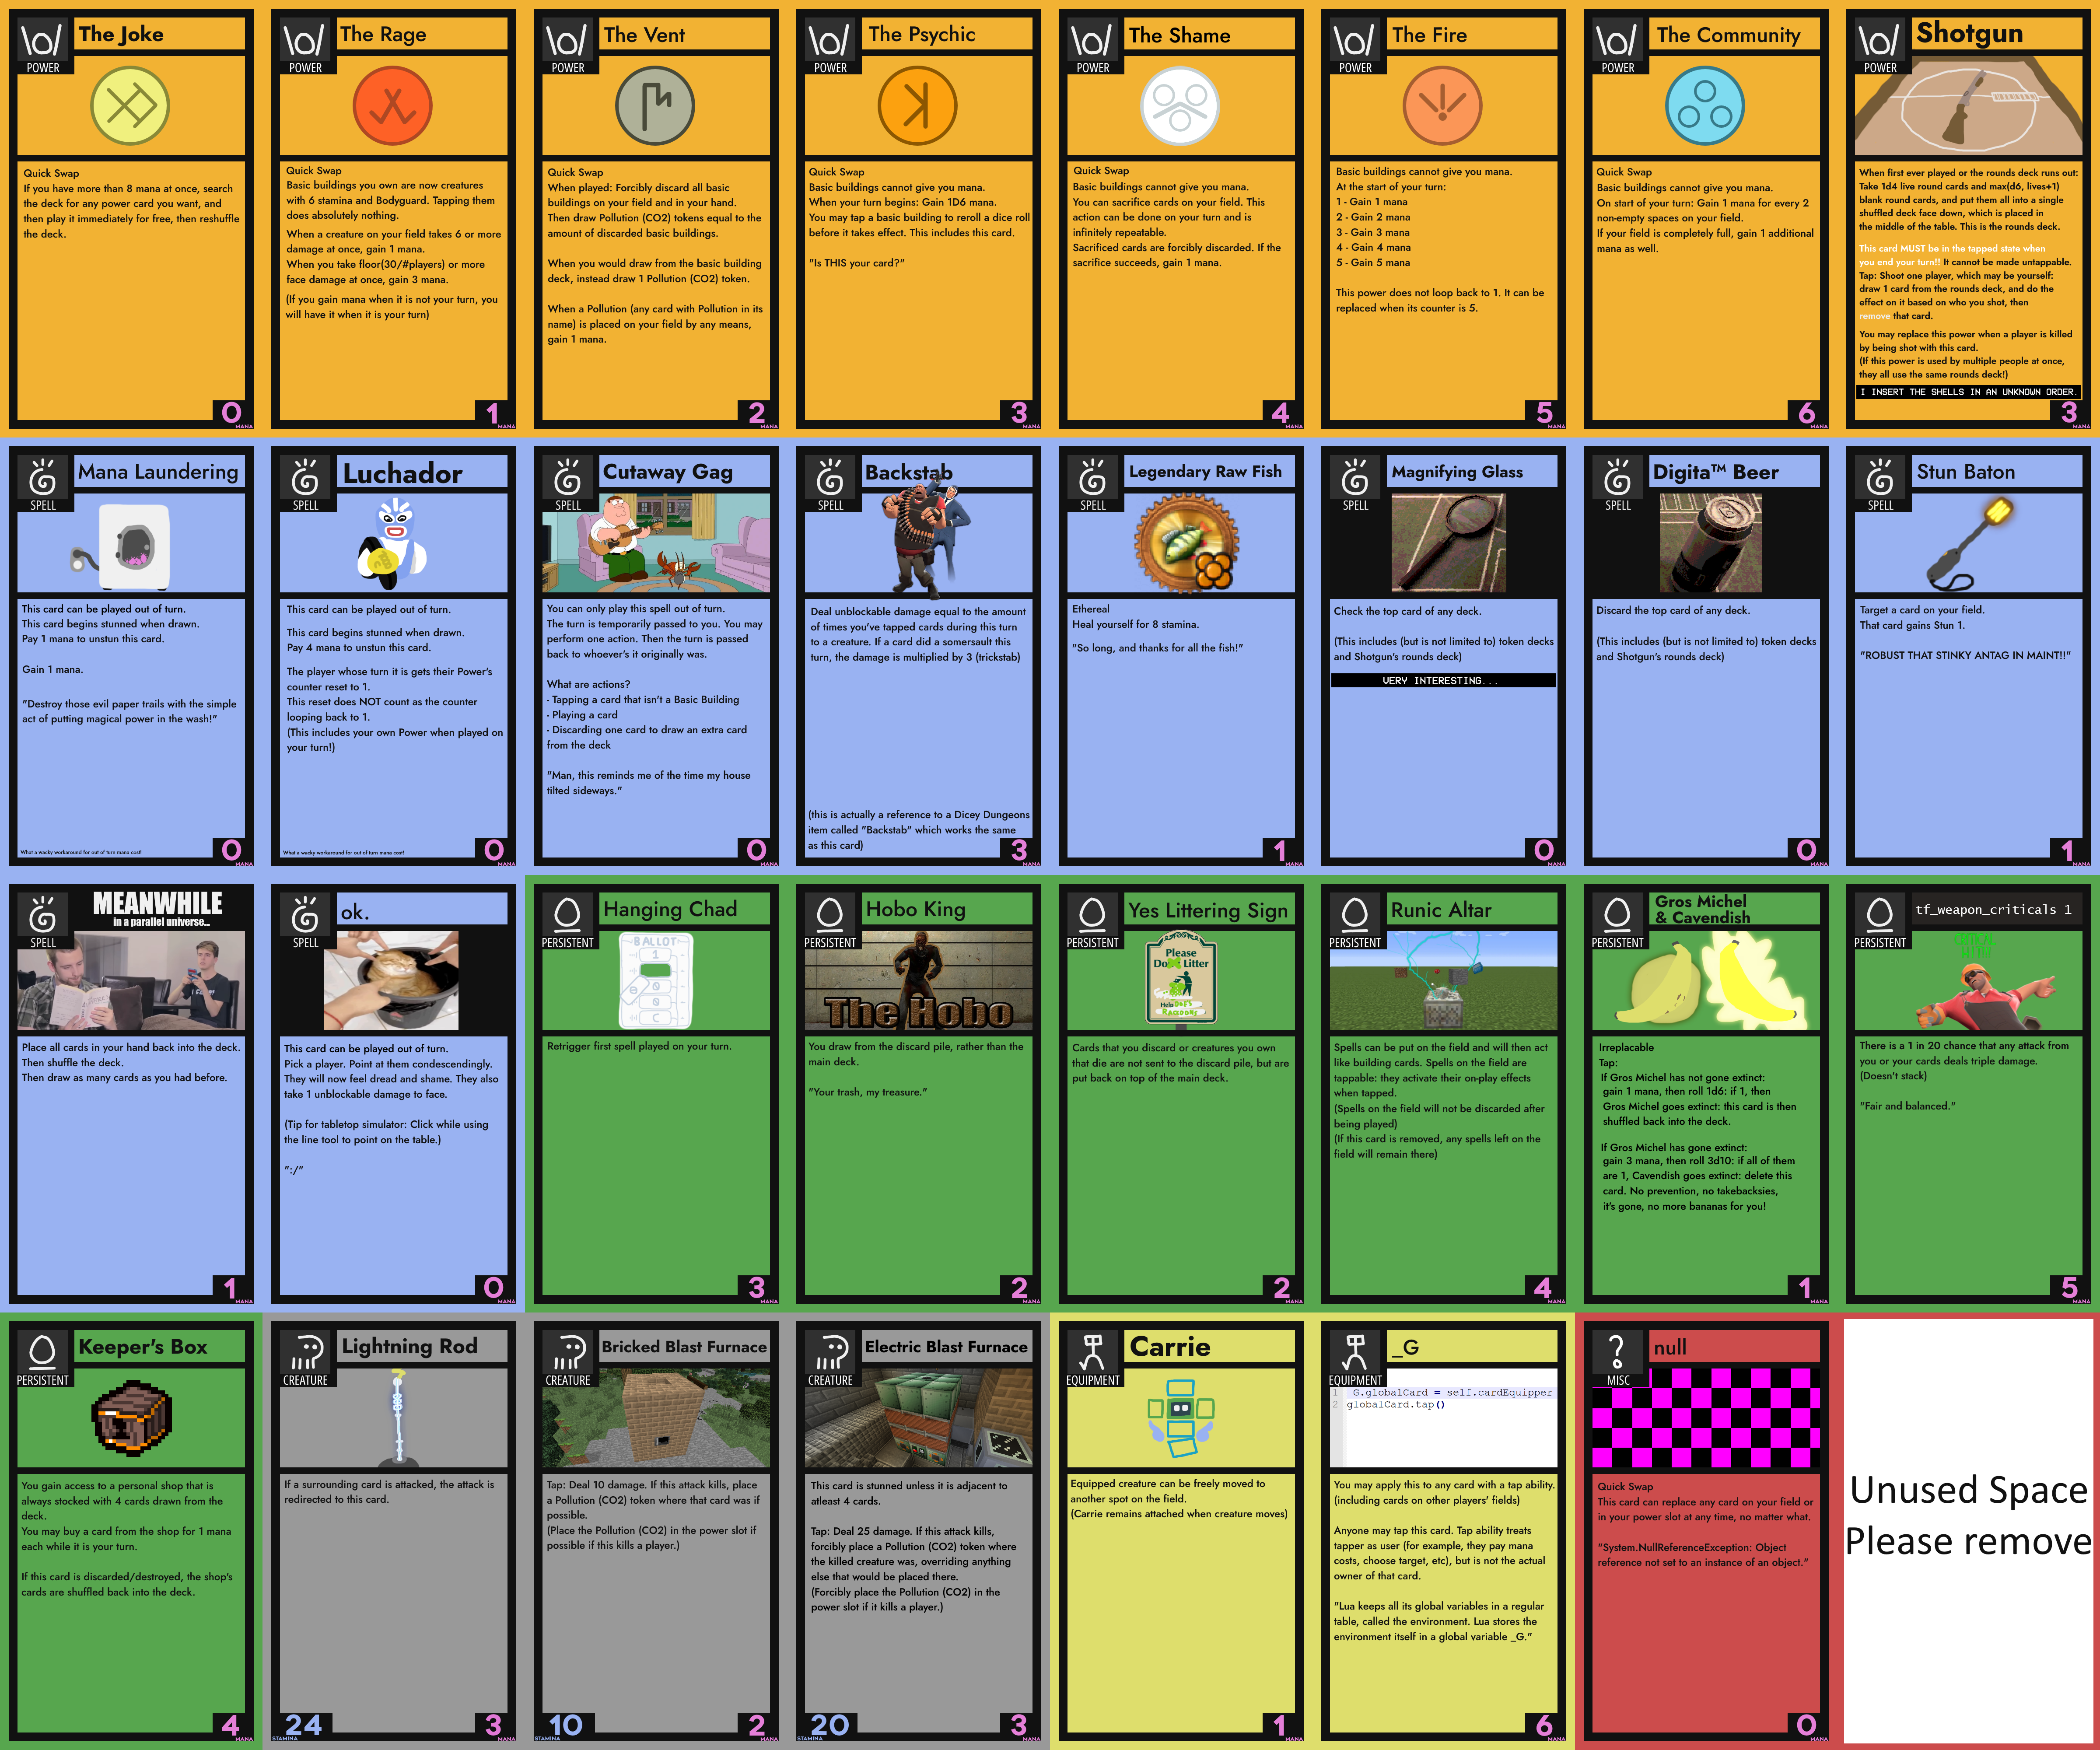 The Joke
POWER
Quick Swap
If you have more than 8 mana at once, search
the deck for any power card you want, and
then play it immediately for free, then reshuffle
the deck.
0
MANA
The Rage
POWER
Quick Swap
Basic buildings you own are now creatures
with 6 stamina and Bodyguard. Tapping them
does absolutely nothing.
When a creature on your field takes 6 or more
damage at once, gain 1 mana.
When you take floor(30/#players) or more
face damage at once, gain 3 mana.
(If you gain mana when it is not your turn, you
will have it when it is your turn)
1
MANA
The Vent
POWER
Quick Swap
When played: Forcibly discard all basic
buildings on your field and in your hand.
Then draw Pollution (CO2) tokens equal to the
amount of discarded basic buildings.
When you would draw from the basic building
deck, instead draw 1 Pollution (CO2) token.
When a Pollution (any card with Pollution in its
name) is placed on your field by any means,
gain 1 mana.
2
MANA
The Psychic
POWER
Quick Swap
Basic buildings cannot give you mana.
When your turn begins: Gain 1D6 mana.
You may tap a basic building to reroll a dice roll
before it takes effect. This includes this card.
"Is THIS your card?"
3
MANA
The Shame
POWER
Quick Swap
Basic buildings cannot give you mana.
You can sacrifice cards on your field. This
action can be done on your turn and is
infinitely repeatable.
Sacrificed cards are forcibly discarded. If the
sacrifice succeeds, gain 1 mana.
4
MANA
The Fire
POWER
Basic buildings cannot give you mana.
At the start of your turn:
1 - Gain 1 mana
2 - Gain 2 mana
3 - Gain 3 mana
4 - Gain 4 mana
5 - Gain 5 mana
This power does not loop back to 1. It can be
replaced when its counter is 5.
5
MANA
The Community
POWER
Quick Swap
Basic buildings cannot give you mana.
On start of your turn: Gain 1 mana for every 2
non-empty spaces on your field.
If your field is completely full, gain 1 additional
mana as well.
6
MANA
Shotgun
POWER
When first ever played or the rounds deck runs out:
Take 1d4 live round cards and max(d6, lives+1)
blank round cards, and put them all into a single
shuffled deck face down, which is placed in
the middle of the table. This is the rounds deck.
This card MUST be in the tapped state when
you end your turn!! It cannot be made untappable.
Tap: Shoot one player, which may be yourself:
draw 1 card from the rounds deck, and do the
effect on it based on who you shot, then
remove that card.
You may replace this power when a player is killed
by being shot with this card.
(If this power is used by multiple people at once,
they all use the same rounds deck!)
I INSERT THE SHELLS IN AN UNKNOWN ORDER.
3
MANA
Mana Laundering
SPELL
This card can be played out of turn.
This card begins stunned when drawn.
Pay 1 mana to unstun this card.
Gain 1 mana.
"Destroy those evil paper trails with the simple
act of putting magical power in the wash!"
What a wacky workaround for out of turn mana cost!
0
MANA
Luchador
SPELL
This card can be played out of turn.
This card begins stunned when drawn.
Pay 4 mana to unstun this card.
The player whose turn it is gets their Power's
counter reset to 1.
This reset does NOT count as the counter
looping back to 1.
(This includes your own Power when played on
your turn!)
What a wacky workaround for out of turn mana cost!
0
MANA
Cutaway Gag
SPELL
You can only play this spell out of turn.
The turn is temporarily passed to you. You may
perform one action. Then the turn is passed
back to whoever's it originally was.
What are actions?
- Tapping a card that isn't a Basic Building
- Playing a card
- Discarding one card to draw an extra card
from the deck
"Man, this reminds me of the time my house
tilted sideways."
0
MANA
Backstab
SPELL
Deal unblockable damage equal to the amount
of times you've tapped cards during this turn
to a creature. If a card did a somersault this
turn, the damage is multiplied by 3 (trickstab)
(this is actually a reference to a Dicey Dungeons
item called "Backstab" which works the same
as this card)
3
MANA
Legendary Raw Fish
SPELL
Ethereal
Heal yourself for 8 stamina.
"So long, and thanks for all the fish!"
1
MANA
Magnifying Glass
SPELL
Check the top card of any deck.
(This includes (but is not limited to) token decks
and Shotgun's rounds deck)
VERY INTERESTING...
0
MANA
Digita™ Beer
SPELL
Discard the top card of any deck.
(This includes (but is not limited to) token decks
and Shotgun's rounds deck)
0
MANA
Stun Baton
SPELL
Target a card on your field.
That card gains Stun 1.
"ROBUST THAT STINKY ANTAG IN MAINT!!"
1
MANA
MEANWHILE
in a parallel universe...
SPELL
Place all cards in your hand back into the deck.
Then shuffle the deck.
Then draw as many cards as you had before.
1
MANA
ok.
SPELL
This card can be played out of turn.
Pick a player. Point at them condescendingly.
They will now feel dread and shame. They also
take 1 unblockable damage to face.
(Tip for tabletop simulator: Click while using
the line tool to point on the table.)
":/"
0
MANA
Hanging Chad
PERSISTENT
BALLOT
Retrigger first spell played on your turn.
3
MANA
Hobo King
PERSISTENT
The Hobo
You draw from the discard pile, rather than the
main deck.
"Your trash, my treasure."
2
MANA
Yes Littering Sign
PERSISTENT
Please
Do Litter
Help
RACCOONS
Cards that you discard or creatures you own
that die are not sent to the discard pile, but are
put back on top of the main deck.
2
MANA
Runic Altar
PERSISTENT
Spells can be put on the field and will then act
like building cards. Spells on the field are
tappable: they activate their on-play effects
when tapped.
(Spells on the field will not be discarded after
being played)
(If this card is removed, any spells left on the
field will remain there)
4
MANA
Gros Michel
& Cavendish
PERSISTENT
Irreplacable
Tap:
If Gros Michel has not gone extinct:
gain 1 mana, then roll 1d6: if 1, then
Gros Michel goes extinct: this card is then
shuffled back into the deck.
If Gros Michel has gone extinct:
gain 3 mana, then roll 3d10: if all of them
are 1, Cavendish goes extinct: delete this
card. No prevention, no takebacksies,
it's gone, no more bananas for you!
1
MANA
tf_weapon_criticals 1
PERSISTENT
There is a 1 in 20 chance that any attack from
you or your cards deals triple damage.
(Doesn't stack)
"Fair and balanced."
5
MANA
Keeper's Box
PERSISTENT
You gain access to a personal shop that is
always stocked with 4 cards drawn from the
deck.
You may buy a card from the shop for 1 mana
each while it is your turn.
If this card is discarded/destroyed, the shop's
cards are shuffled back into the deck.
4
MANA
Lightning Rod
CREATURE
If a surrounding card is attacked, the attack is
redirected to this card.
24
STAMINA
3
MANA
Bricked Blast Furnace
CREATURE
Tap: Deal 10 damage. If this attack kills, place
a Pollution (CO2) token where that card was if
possible.
(Place the Pollution (CO2) in the power slot if
possible if this kills a player.)
10
STAMINA
2
MANA
Electric Blast Furnace
CREATURE
This card is stunned unless it is adjacent to
atleast 4 cards.
Tap: Deal 25 damage. If this attack kills,
forcibly place a Pollution (CO2) token where
the killed creature was, overriding anything
else that would be placed there.
(Forcibly place the Pollution (CO2) in the
power slot if it kills a player.)
20
STAMINA
3
MANA
Carrie
EQUIPMENT
Equipped creature can be freely moved to
another spot on the field.
(Carrie remains attached when creature moves)
1
MANA
_G
EQUIPMENT
1 _G.globalCard = self.cardEquipper
2 globalCard.tap()
You may apply this to any card with a tap ability.
(including cards on other players' fields)
Anyone may tap this card. Tap ability treats
tapper as user (for example, they pay mana
costs, choose target, etc), but is not the actual
owner of that card.
"Lua keeps all its global variables in a regular
table, called the environment. Lua stores the
environment itself in a global variable _G."
6
MANA
null
MISC
Quick Swap
This card can replace any card on your field or
in your power slot at any time, no matter what.
"System.NullReferenceException: Object
reference not set to an instance of an object."
0
MANA
Unused Space
Please remove